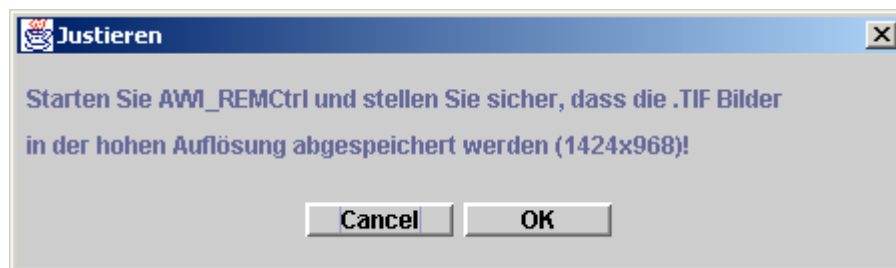 Justieren
Starten Sie AWI_REMCtrl und stellen Sie sicher, dass die .TIF Bilder
in der hohen Auflösung abgespeichert werden (1424x968)!
Cancel OK